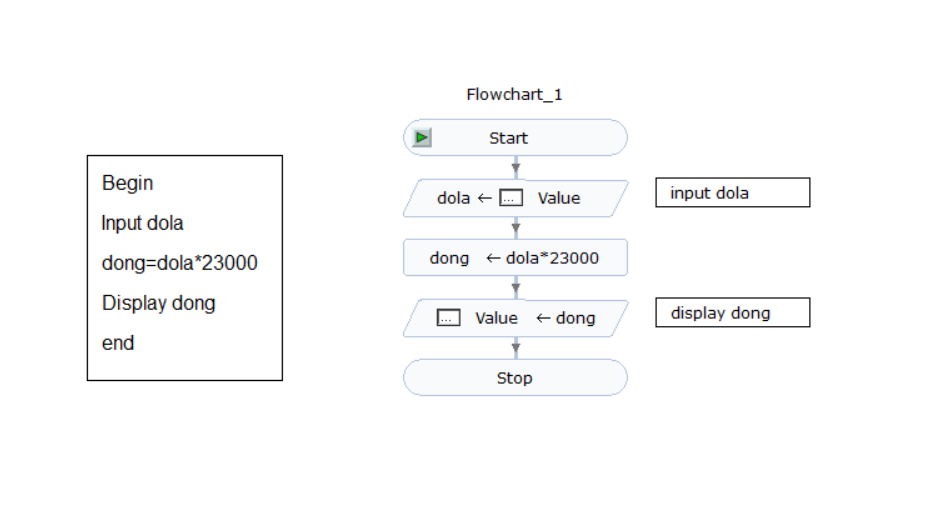 Flowchart_1
Begin
Input dola
dong=dola*23000
Display dong
end
Start
dola ← ... Value
input dola
dong ← dola*23000
... Value ← dong
display dong
Stop